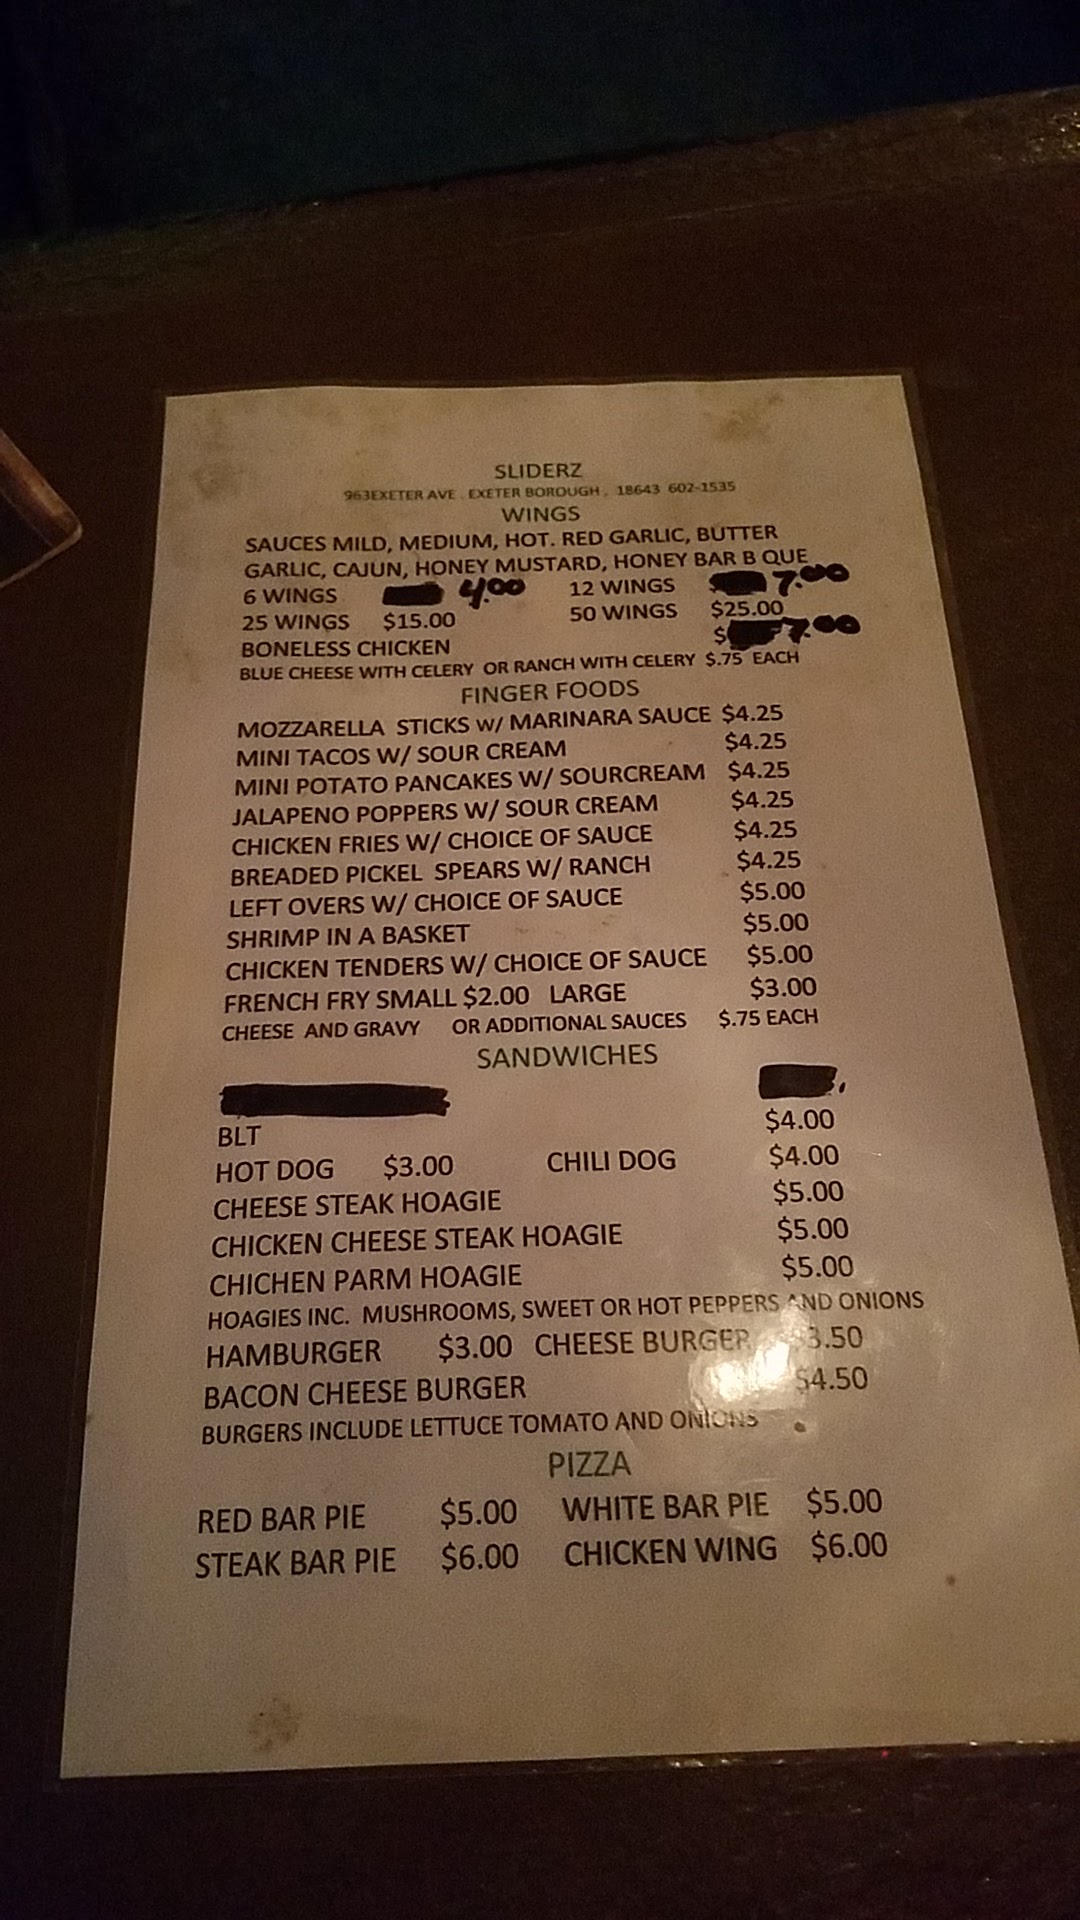 SLIDERZ
963EXETER AVE . EXETER BOROUGH , 18643 602-1535
WINGS
SAUCES MILD, MEDIUM, HOT. RED GARLIC, BUTTER
GARLIC, CAJUN, HONEY MUSTARD, HONEY BAR B QUE
6 WINGS 4.00 12 WINGS $ 7.00
25 WINGS $15.00 50 WINGS $25.00
BONELESS CHICKEN $ 7.00
BLUE CHEESE WITH CELERY OR RANCH WITH CELERY $.75 EACH
FINGER FOODS
MOZZARELLA STICKS W/ MARINARA SAUCE $4.25
MINI TACOS W/ SOUR CREAM $4.25
MINI POTATO PANCAKES W/ SOURCREAM $4.25
JALAPENO POPPERS W/ SOUR CREAM $4.25
CHICKEN FRIES W/ CHOICE OF SAUCE $4.25
BREADED PICKEL SPEARS W/ RANCH $4.25
LEFT OVERS W/ CHOICE OF SAUCE $5.00
SHRIMP IN A BASKET $5.00
CHICKEN TENDERS W/ CHOICE OF SAUCE $5.00
FRENCH FRY SMALL $2.00 LARGE $3.00
CHEESE AND GRAVY OR ADDITIONAL SAUCES $.75 EACH
SANDWICHES
BLT $4.00
HOT DOG $3.00 CHILI DOG $4.00
CHEESE STEAK HOAGIE $5.00
CHICKEN CHEESE STEAK HOAGIE $5.00
CHICHEN PARM HOAGIE $5.00
HOAGIES INC. MUSHROOMS, SWEET OR HOT PEPPERS AND ONIONS
HAMBURGER $3.00 CHEESE BURGER $3.50
BACON CHEESE BURGER $4.50
BURGERS INCLUDE LETTUCE TOMATO AND ONIONS
PIZZA
RED BAR PIE $5.00 WHITE BAR PIE $5.00
STEAK BAR PIE $6.00 CHICKEN WING $6.00